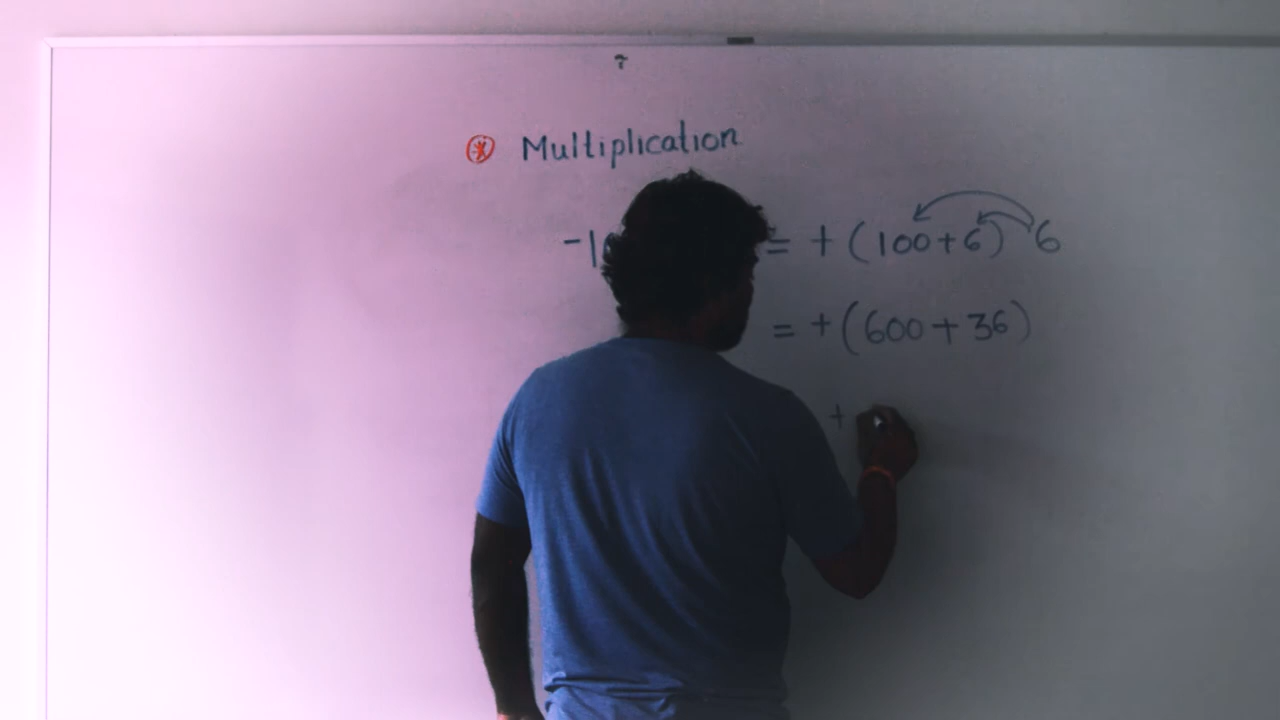 Multiplication
= + (100+6) 6
= + (600 + 36)
+